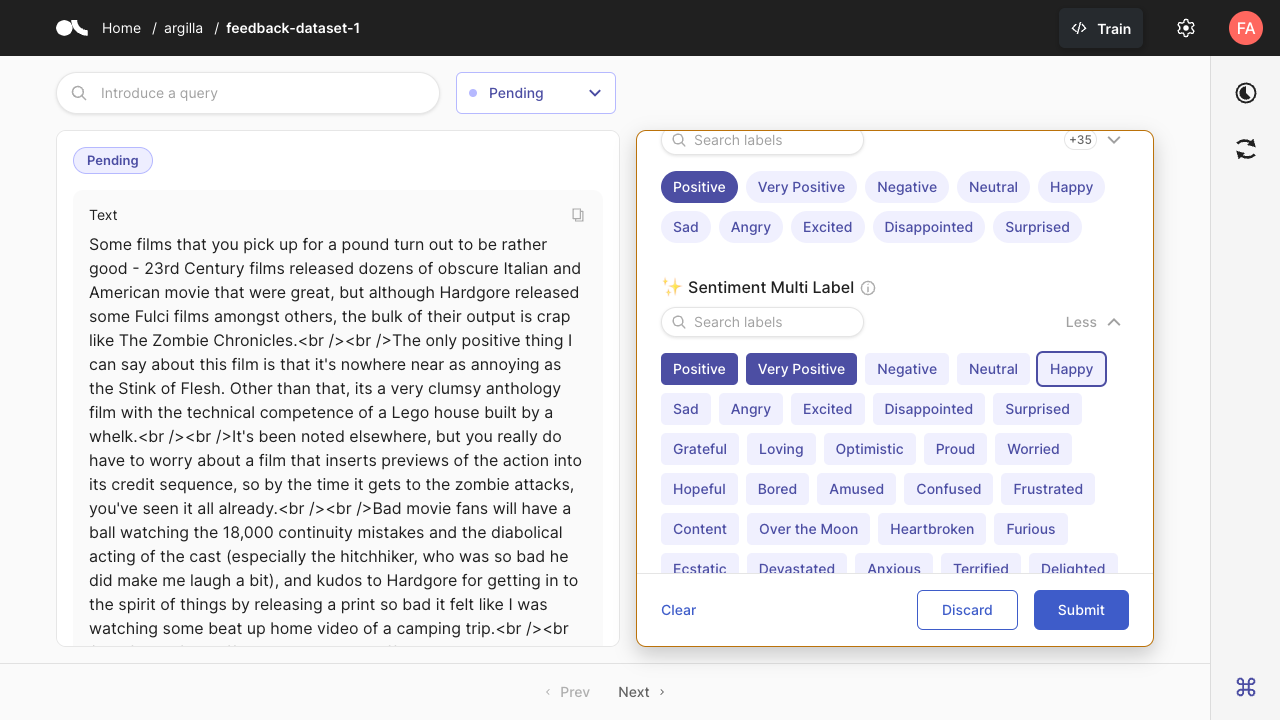 Home / argilla / feedback-dataset-1
Train
FA
Introduce a query
Pending
Pending
Text
Some films that you pick up for a pound turn out to be rather
good - 23rd Century films released dozens of obscure Italian and
American movie that were great, but although Hardgore released
some Fulci films amongst others, the bulk of their output is crap
like The Zombie Chronicles.<br /><br />The only positive thing I
can say about this film is that it's nowhere near as annoying as
the Stink of Flesh. Other than that, its a very clumsy anthology
film with the technical competence of a Lego house built by a
whelk.<br /><br />It's been noted elsewhere, but you really do
have to worry about a film that inserts previews of the action into
its credit sequence, so by the time it gets to the zombie attacks,
you've seen it all already.<br /><br />Bad movie fans will have a
ball watching the 18,000 continuity mistakes and the diabolical
acting of the cast (especially the hitchhiker, who was so bad he
did make me laugh a bit), and kudos to Hardgore for getting in to
the spirit of things by releasing a print so bad it felt like I was
watching some beat up home video of a camping trip.<br /><br
Search labels
+35
Positive Very Positive Negative Neutral Happy
Sad Angry Excited Disappointed Surprised
✨ Sentiment Multi Label
Search labels
Less
Positive Very Positive Negative Neutral Happy
Sad Angry Excited Disappointed Surprised
Grateful Loving Optimistic Proud Worried
Hopeful Bored Amused Confused Frustrated
Content Over the Moon Heartbroken Furious
Ecstatic Devastated Anxious Terrified Delighted
Clear
Discard
Submit
‹ Prev Next ›